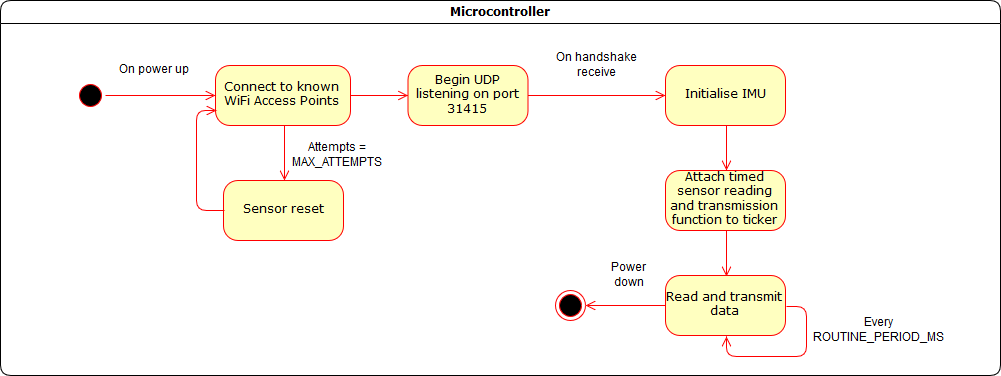 Microcontroller
On power up
Connect to known
WiFi Access Points
Begin UDP
listening on port
31415
On handshake
receive
Initialise IMU
Attempts =
MAX_ATTEMPTS
Sensor reset
Attach timed
sensor reading
and transmission
function to ticker
Power
down
Read and transmit
data
Every
ROUTINE_PERIOD_MS